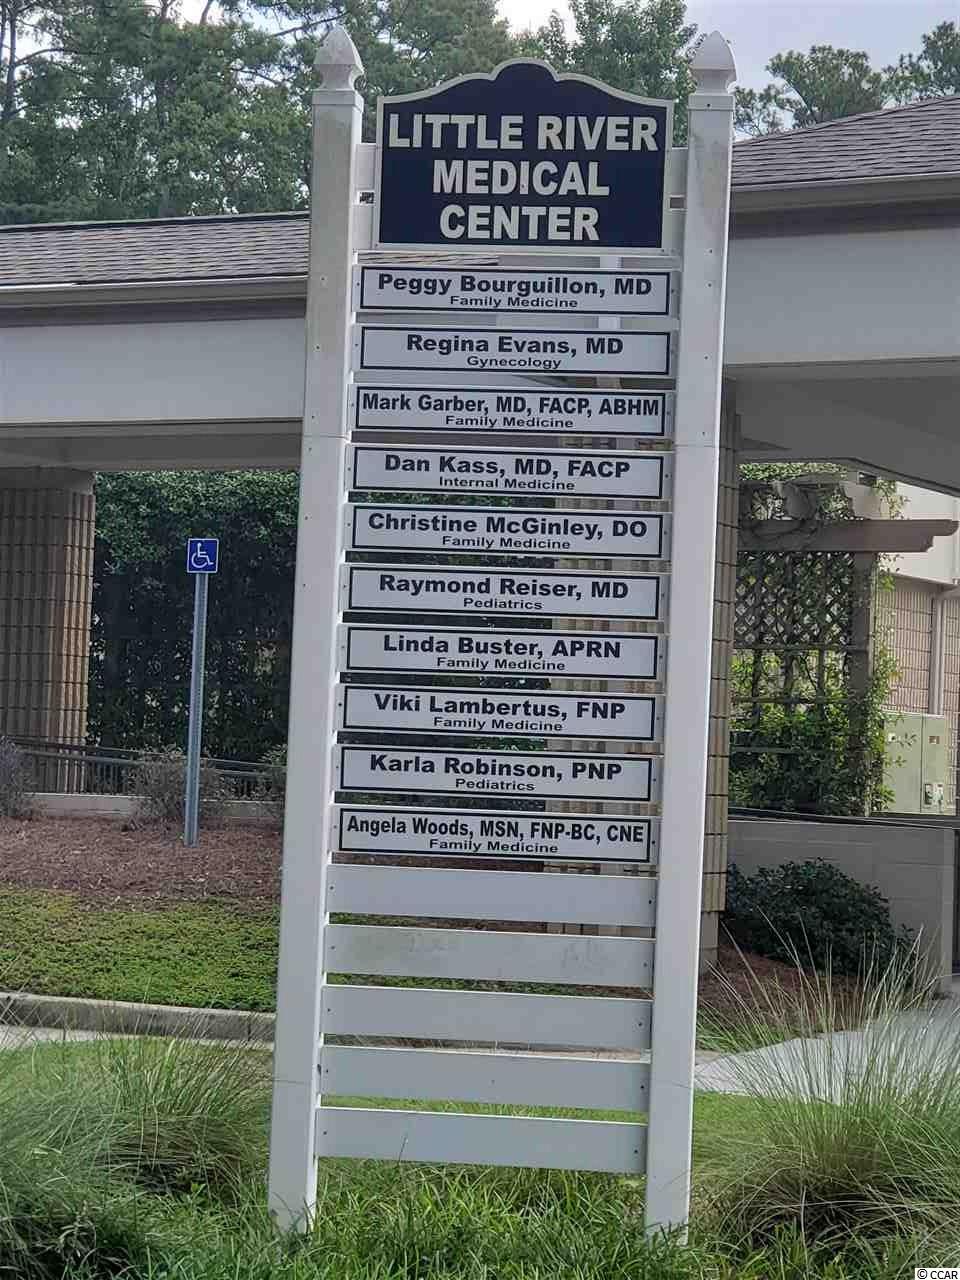 LITTLE RIVER
MEDICAL
CENTER
Peggy Bourguillon, MD
Family Medicine
Regina Evans, MD
Gynecology
Mark Garber, MD, FACP, ABHM
Family Medicine
Dan Kass, MD, FACP
Internal Medicine
Christine McGinley, DO
Family Medicine
Raymond Reiser, MD
Pediatrics
Linda Buster, APRN
Family Medicine
Viki Lambertus, FNP
Family Medicine
Karla Robinson, PNP
Pediatrics
Angela Woods, MSN, FNP-BC, CNE
Family Medicine
© CCAR